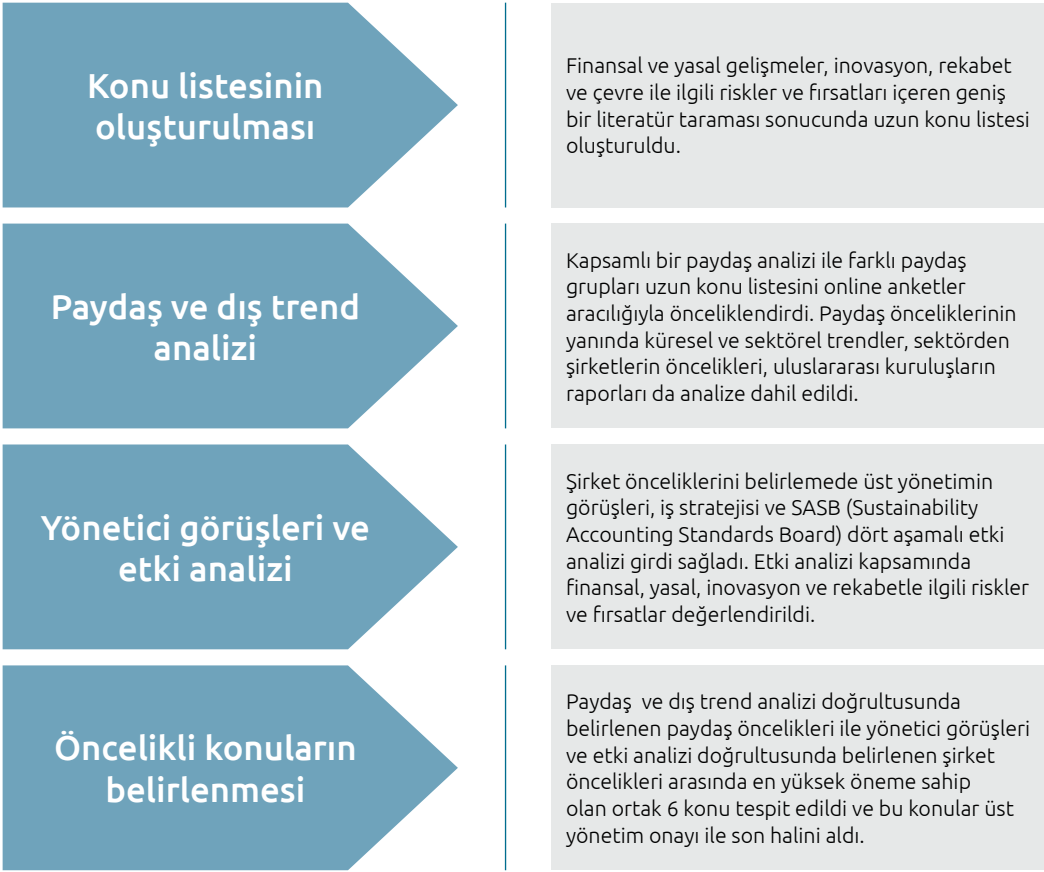 Konu listesinin
oluşturulması
Finansal ve yasal gelişmeler, inovasyon, rekabet
ve çevre ile ilgili riskler ve fırsatları içeren geniş
bir literatür taraması sonucunda uzun konu listesi
oluşturuldu.
Paydaş ve dış trend
analizi
Kapsamlı bir paydaş analizi ile farklı paydaş
grupları uzun konu listesini online anketler
aracılığıyla önceliklendirdi. Paydaş önceliklerinin
yanında küresel ve sektörel trendler, sektörden
şirketlerin öncelikleri, uluslararası kuruluşların
raporları da analize dahil edildi.
Yönetici görüşleri ve
etki analizi
Şirket önceliklerini belirlemede üst yönetimin
görüşleri, iş stratejisi ve SASB (Sustainability
Accounting Standards Board) dört aşamalı etki
analizi girdi sağladı. Etki analizi kapsamında
finansal, yasal, inovasyon ve rekabetle ilgili riskler
ve fırsatlar değerlendirildi.
Öncelikli konuların
belirlenmesi
Paydaş ve dış trend analizi doğrultusunda
belirlenen paydaş öncelikleri ile yönetici görüşleri
ve etki analizi doğrultusunda belirlenen şirket
öncelikleri arasında en yüksek öneme sahip
olan ortak 6 konu tespit edildi ve bu konular üst
yönetim onayı ile son halini aldı.